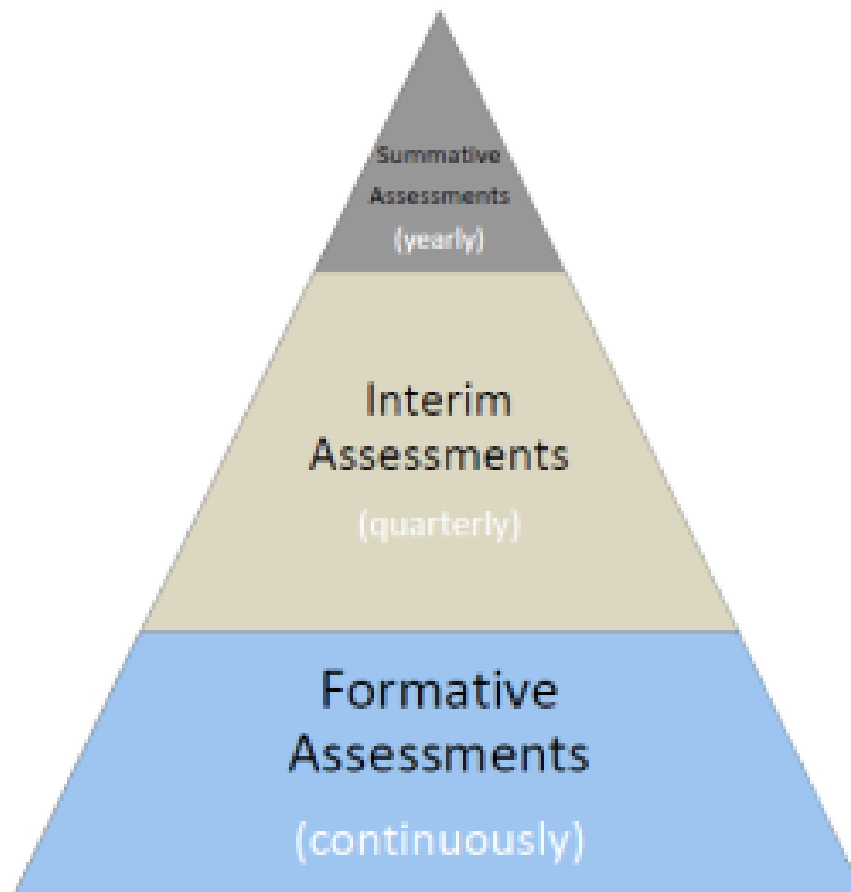 Summative
Assessments
(yearly)
Interim
Assessments
(quarterly)
Formative
Assessments
(continuously)